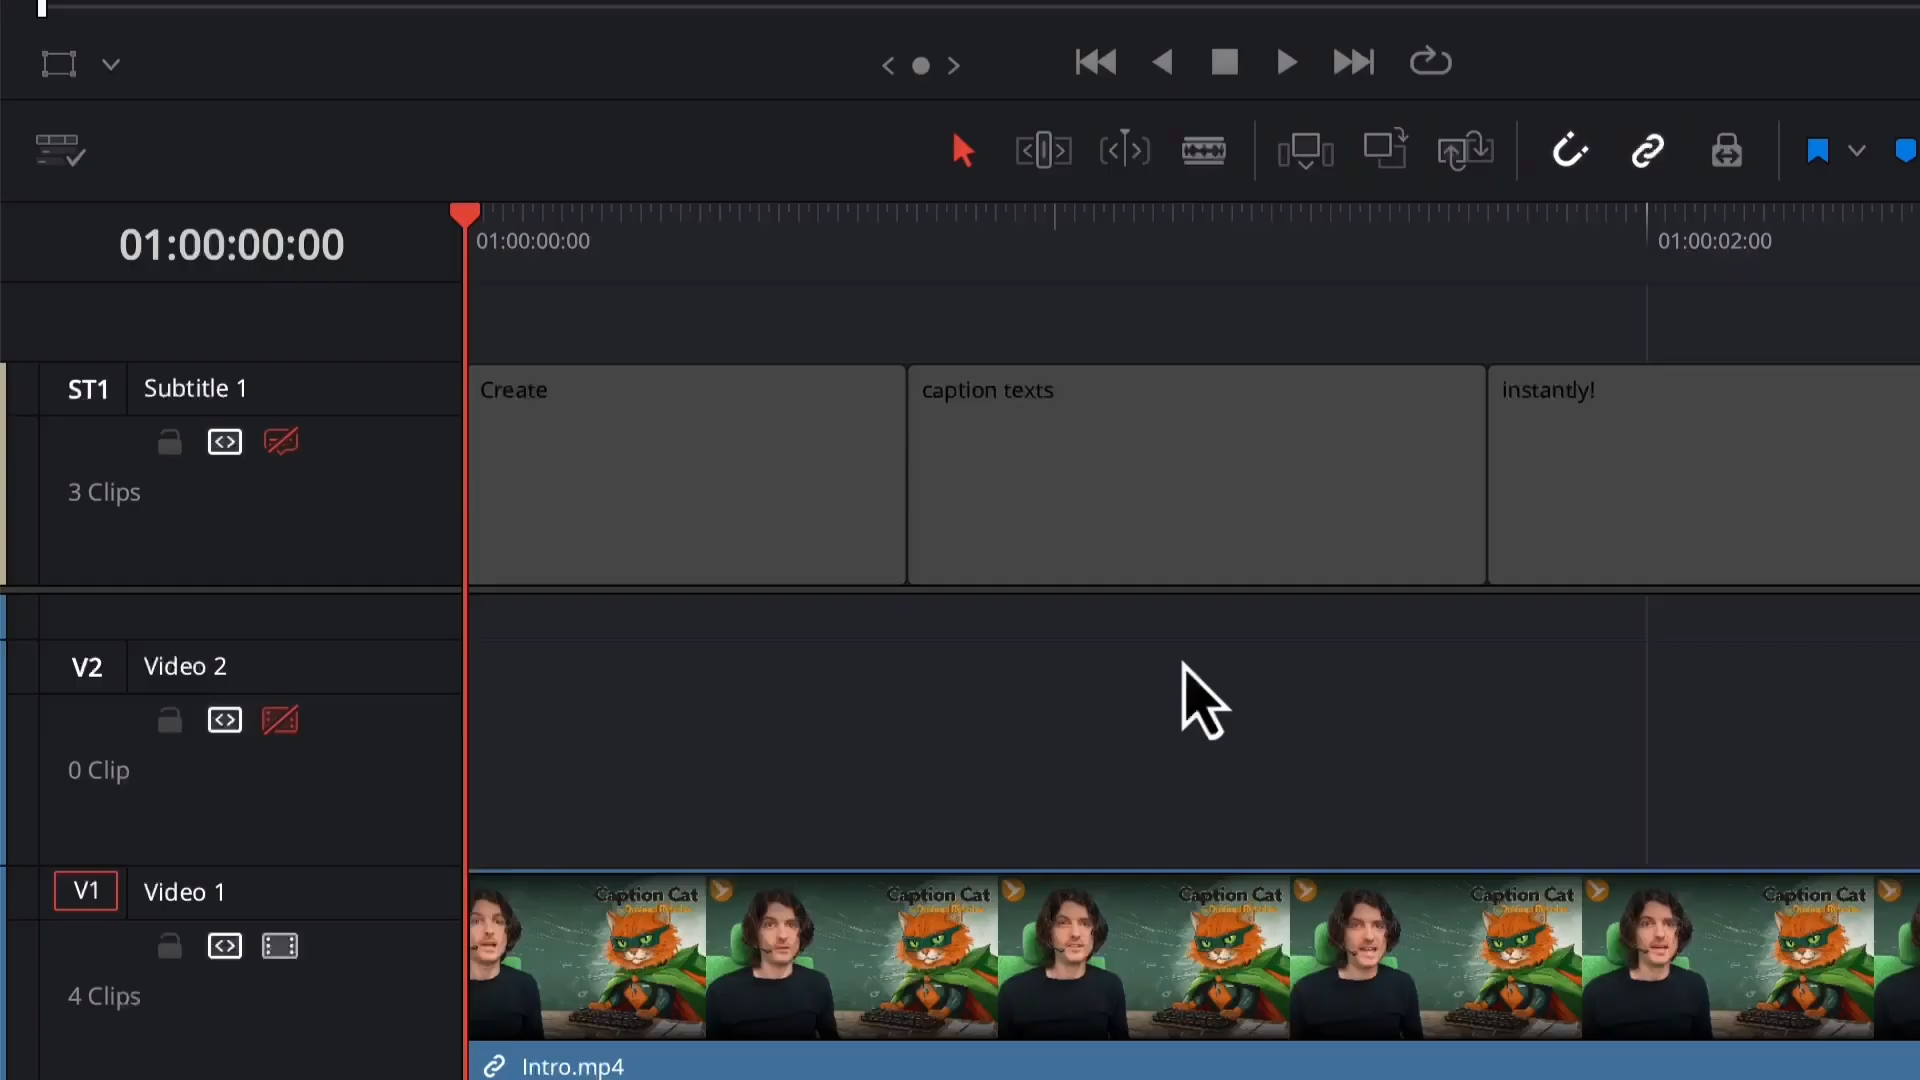 01:00:00:00
01:00:00:00
01:00:02:00
ST1 Subtitle 1
Create
caption texts
instantly!
3 Clips
V2 Video 2
0 Clip
V1 Video 1
Caption Cat
Caption Cat
Caption Cat
Caption Cat
Caption Cat
4 Clips
Intro.mp4